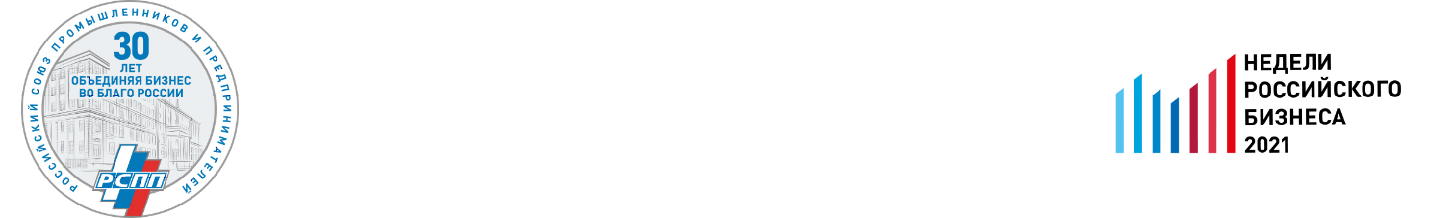 РОССИЙСКИЙ СОЮЗ ПРОМЫШЛЕННИКОВ И ПРЕДПРИНИМАТЕЛЕЙ
30
ЛЕТ
ОБЪЕДИНЯЯ БИЗНЕС
ВО БЛАГО РОССИИ
РСПП
НЕДЕЛИ
РОССИЙСКОГО
БИЗНЕСА
2021